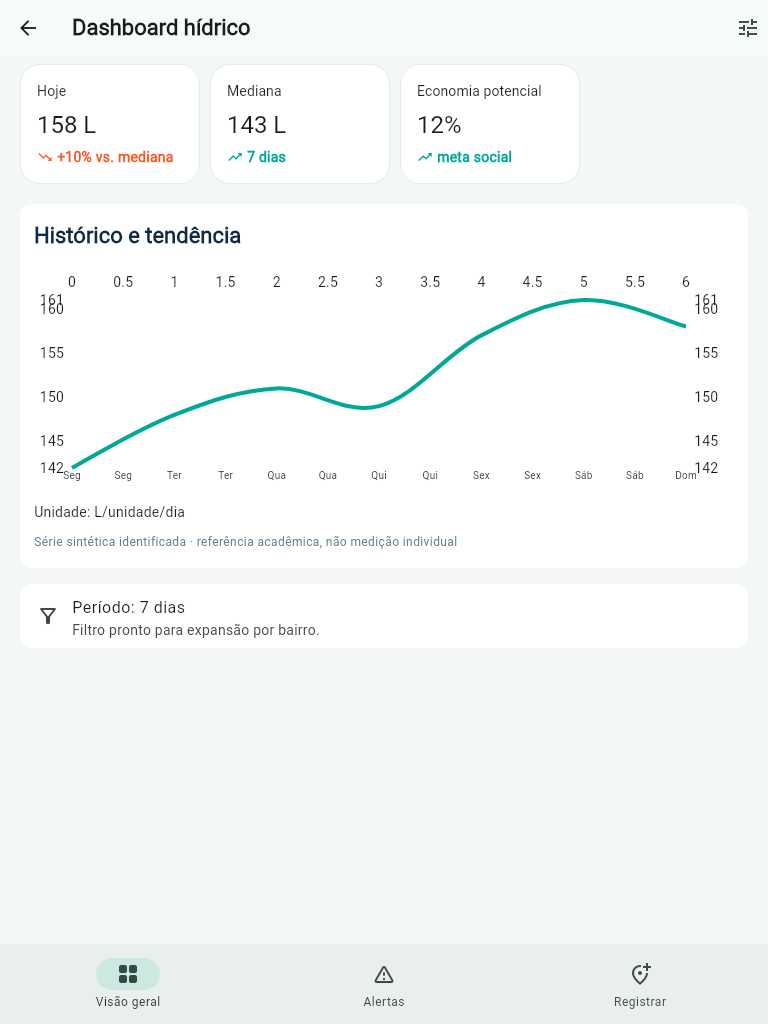 Dashboard hídrico
Hoje
158 L
+10% vs. mediana
Mediana
143 L
7 dias
Economia potencial
12%
meta social
Histórico e tendência
0 0.5 1 1.5 2 2.5 3 3.5 4 4.5 5 5.5 6
161 161
160 160
155 155
150 150
145 145
142 142
Seg Seg Ter Ter Qua Qua Qui Qui Sex Sex Sáb Sáb Dom
Unidade: L/unidade/dia
Série sintética identificada · referência acadêmica, não medição individual
Período: 7 dias
Filtro pronto para expansão por bairro.
Visão geral
Alertas
Registrar